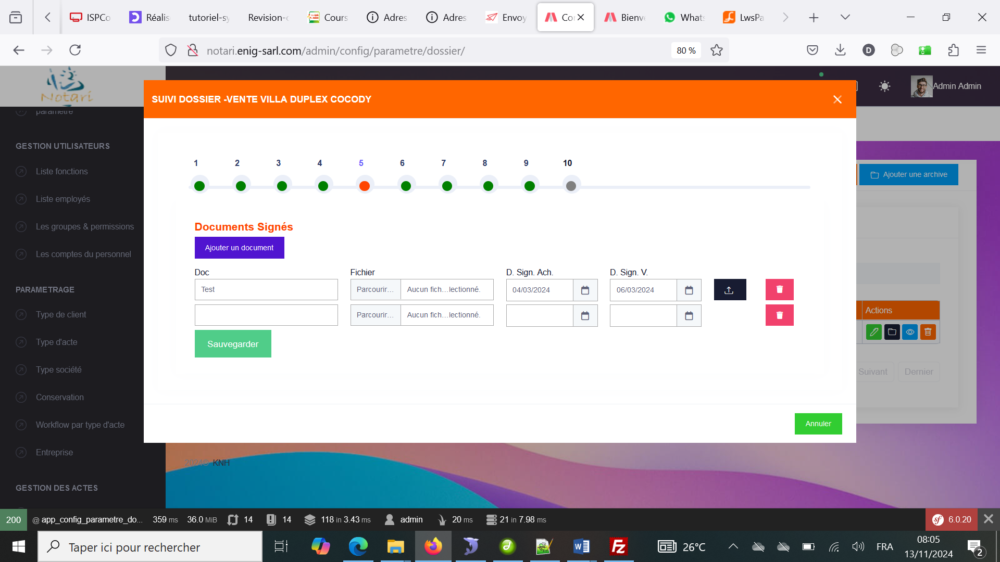 ISPCo
Réalis
tutoriel-sy
Revision-c
Cours
Adres
Adres
Envoy
Co
Bienv
What
LwsPa
notari.enig-sarl.com/admin/config/parametre/dossier/
80 %
D
Notari
Admin Admin
parametre
GESTION UTILISATEURS
Liste fonctions
Liste employés
Les groupes & permissions
Les comptes du personnel
PARAMETRAGE
Type de client
Type d'acte
Type société
Conservation
Workflow par type d'acte
Entreprise
GESTION DES ACTES
SUIVI DOSSIER -VENTE VILLA DUPLEX COCODY
1 2 3 4 5 6 7 8 9 10
Documents Signés
Ajouter un document
Doc Fichier D. Sign. Ach. D. Sign. V.
Test Parcourir... Aucun fich...lectionné. 04/03/2024 06/03/2024
Parcourir... Aucun fich...lectionné.
Sauvegarder
Annuler
Ajouter une archive
Actions
Suivant
Dernier
2024© KNH
200 @ app_config_parametre_do... 359 ms 36.0 MiB 14 14 118 in 3.43 ms admin 20 ms 21 in 7.98 ms sf 6.0.20
Taper ici pour rechercher
26°C
FRA
08:05
13/11/2024
2